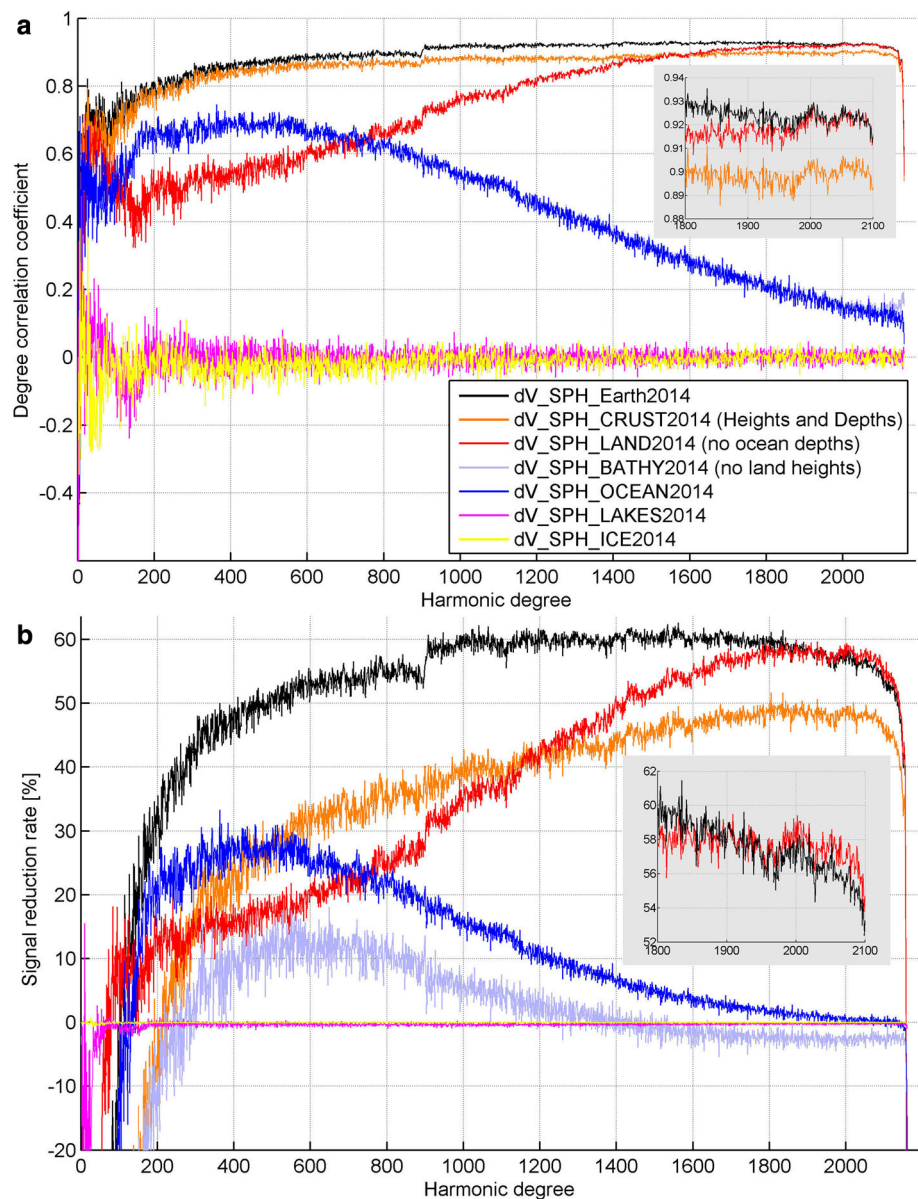 a
Degree correlation coefficient
1
0.8
0.6
0.4
0.2
0
-0.2
-0.4
0.94
0.93
0.92
0.91
0.90
0.89
0.88
1800 1900 2000 2100
dV_SPH_Earth2014
dV_SPH_CRUST2014 (Heights and Depths)
dV_SPH_LAND2014 (no ocean depths)
dV_SPH_BATHY2014 (no land heights)
dV_SPH_OCEAN2014
dV_SPH_LAKES2014
dV_SPH_ICE2014
0 200 400 600 800 1000 1200 1400 1600 1800 2000
Harmonic degree
b
Signal reduction rate [%]
60
50
40
30
20
10
0
-10
-20
62
60
58
56
54
52
1800 1900 2000 2100
0 200 400 600 800 1000 1200 1400 1600 1800 2000
Harmonic degree